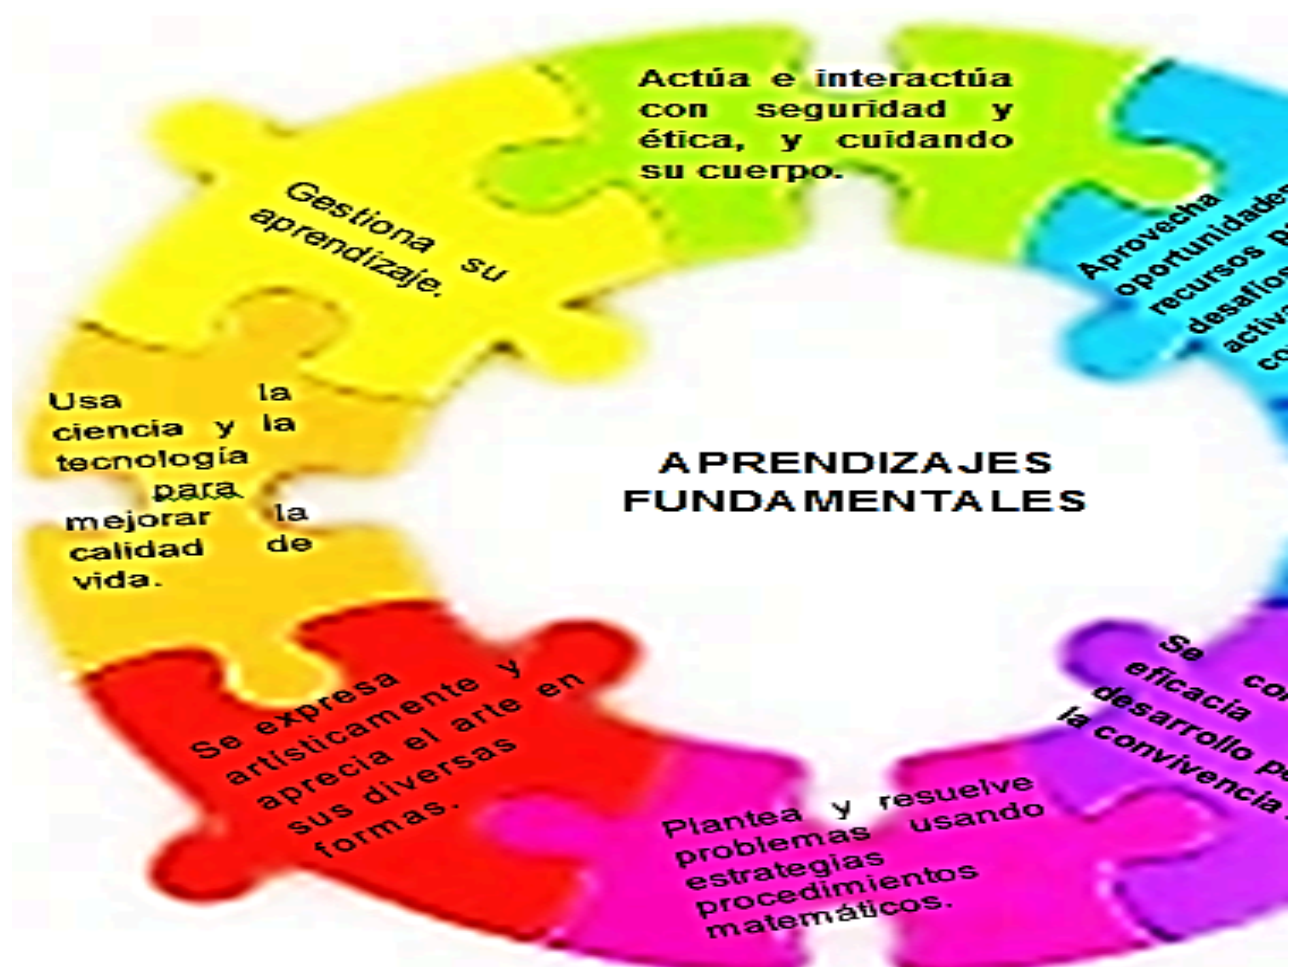 Actúa e interactúa
con seguridad y
ética, y cuidando
su cuerpo.
Gestiona su
aprendizaje.
Aprovecha
oportunidades
recursos
desafíos
Usa la
ciencia y la
tecnología
para
mejorar la
calidad de
vida.
APRENDIZAJES
FUNDAMENTALES
Se
eficacia
desarrollo
la convivencia
Se expresa
artísticamente y
aprecia el arte en
sus diversas
formas.
Plantea y resuelve
problemas usando
estrategias
procedimientos
matemáticos.